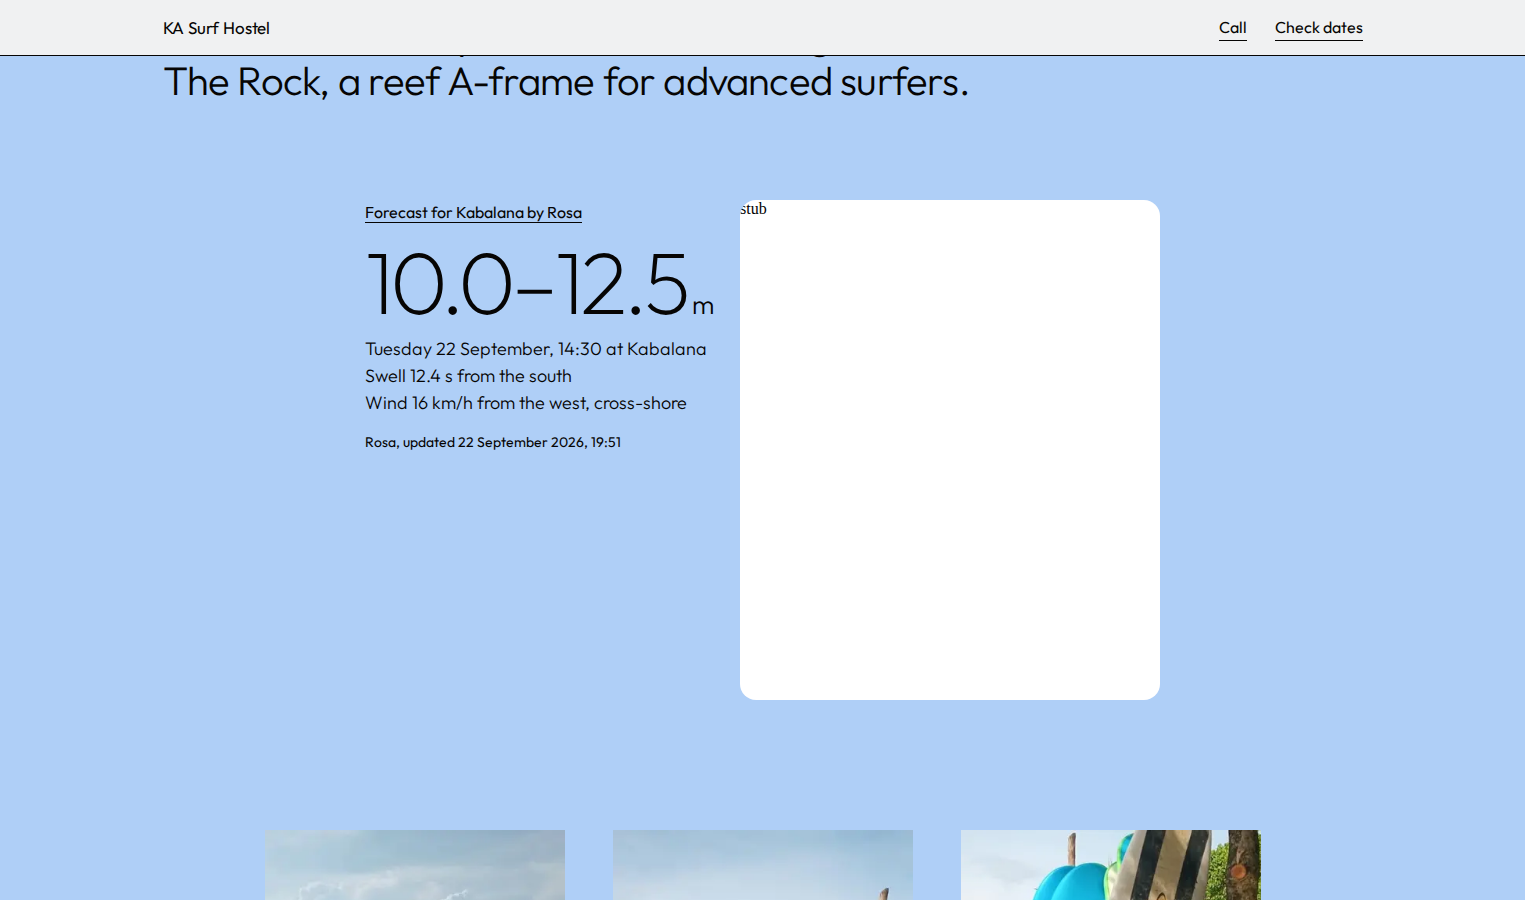 KA Surf Hostel
Call
Check dates
The Rock, a reef A-frame for advanced surfers.
Forecast for Kabalana by Rosa
10.0–12.5 m
Tuesday 22 September, 14:30 at Kabalana
Swell 12.4 s from the south
Wind 16 km/h from the west, cross-shore
Rosa, updated 22 September 2026, 19:51
stub